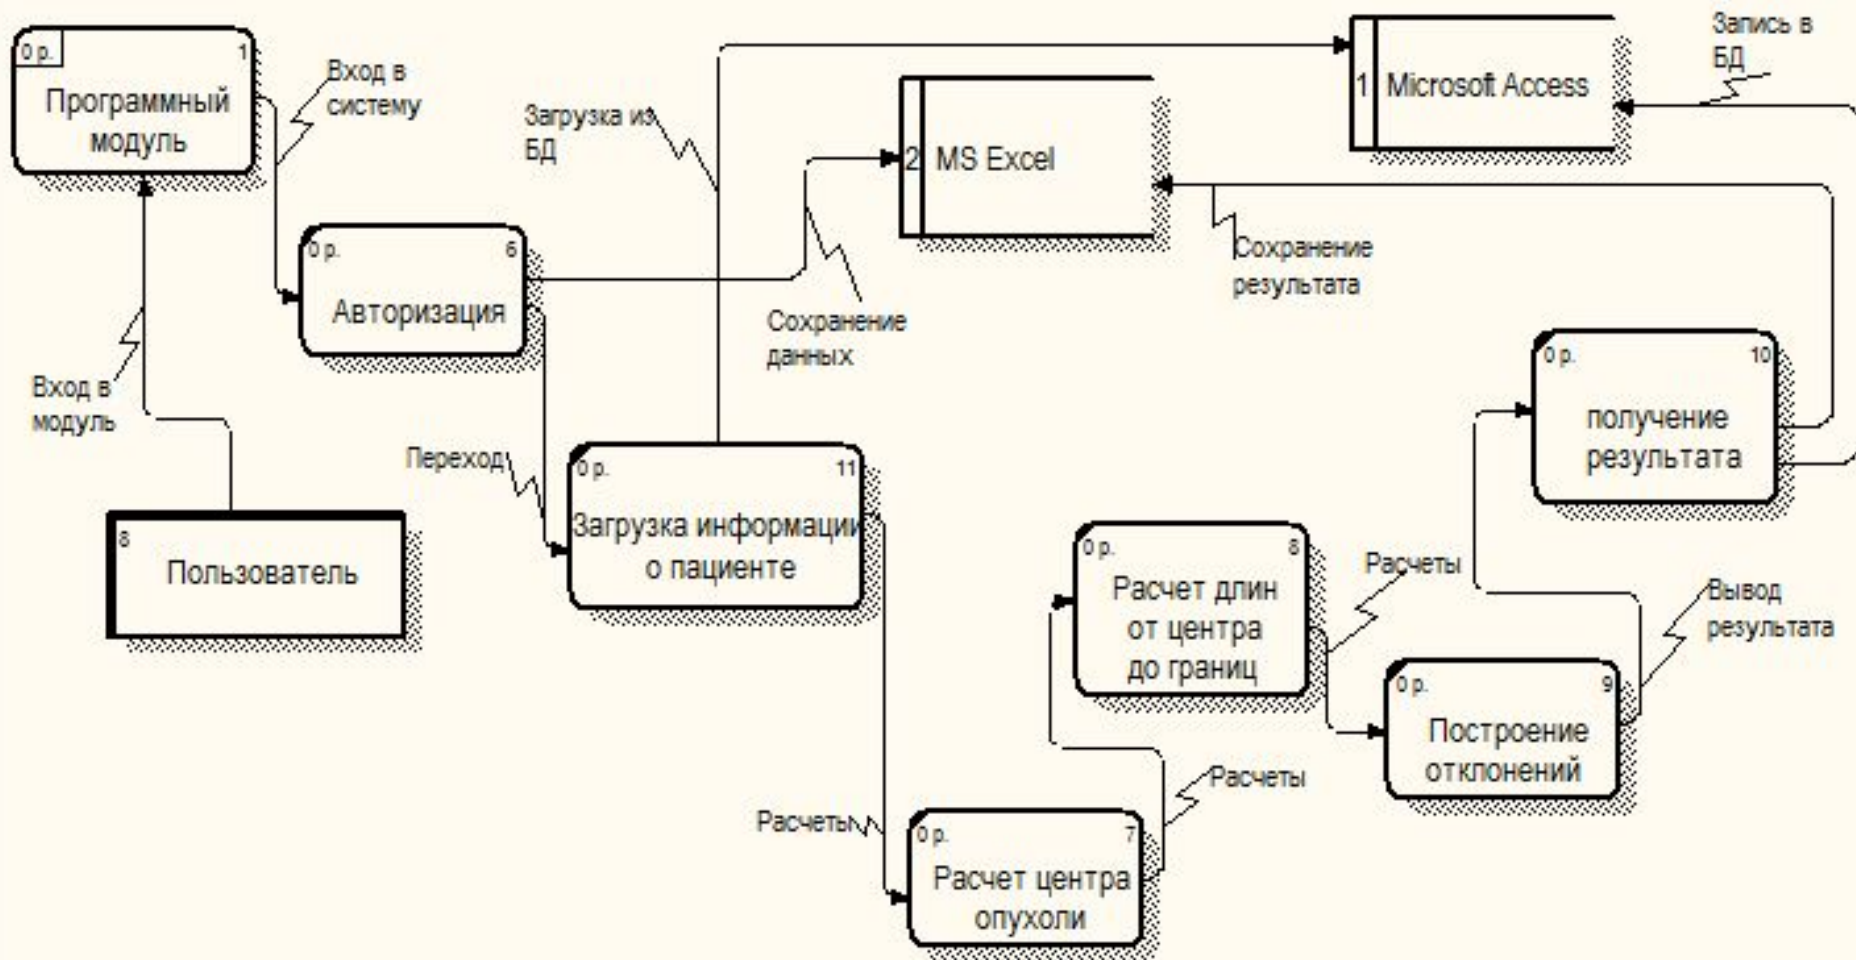 0 р.
1
Программный
модуль
Вход в
систему
Загрузка из
БД
2
MS Excel
1
Microsoft Access
Запись в
БД
0 р.
6
Авторизация
Сохранение
данных
Сохранение
результата
Вход в
модуль
Переход
8
Пользователь
0 р.
11
Загрузка информации
о пациенте
0 р.
10
получение
результата
0 р.
8
Расчет длин
от центра
до границ
Расчеты
Вывод
результата
0 р.
9
Построение
отклонений
Расчеты
Расчеты
0 р.
7
Расчет центра
опухоли